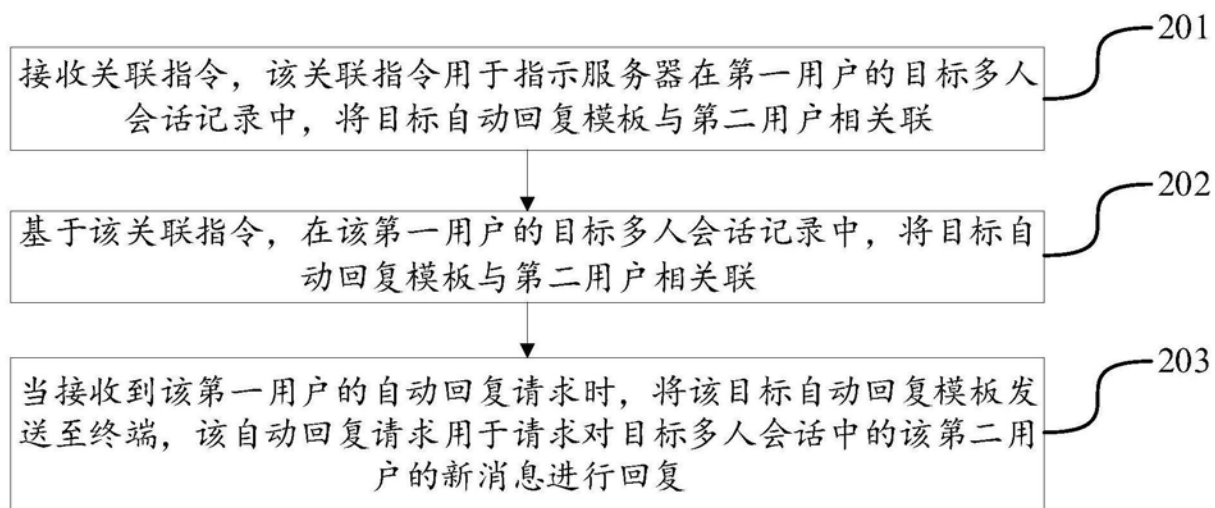 201
接收关联指令，该关联指令用于指示服务器在第一用户的目标多人
会话记录中，将目标自动回复模板与第二用户相关联
202
基于该关联指令，在该第一用户的目标多人会话记录中，将目标自
动回复模板与第二用户相关联
203
当接收到该第一用户的自动回复请求时，将该目标自动回复模板发
送至终端，该自动回复请求用于请求对目标多人会话中的该第二用
户的新消息进行回复